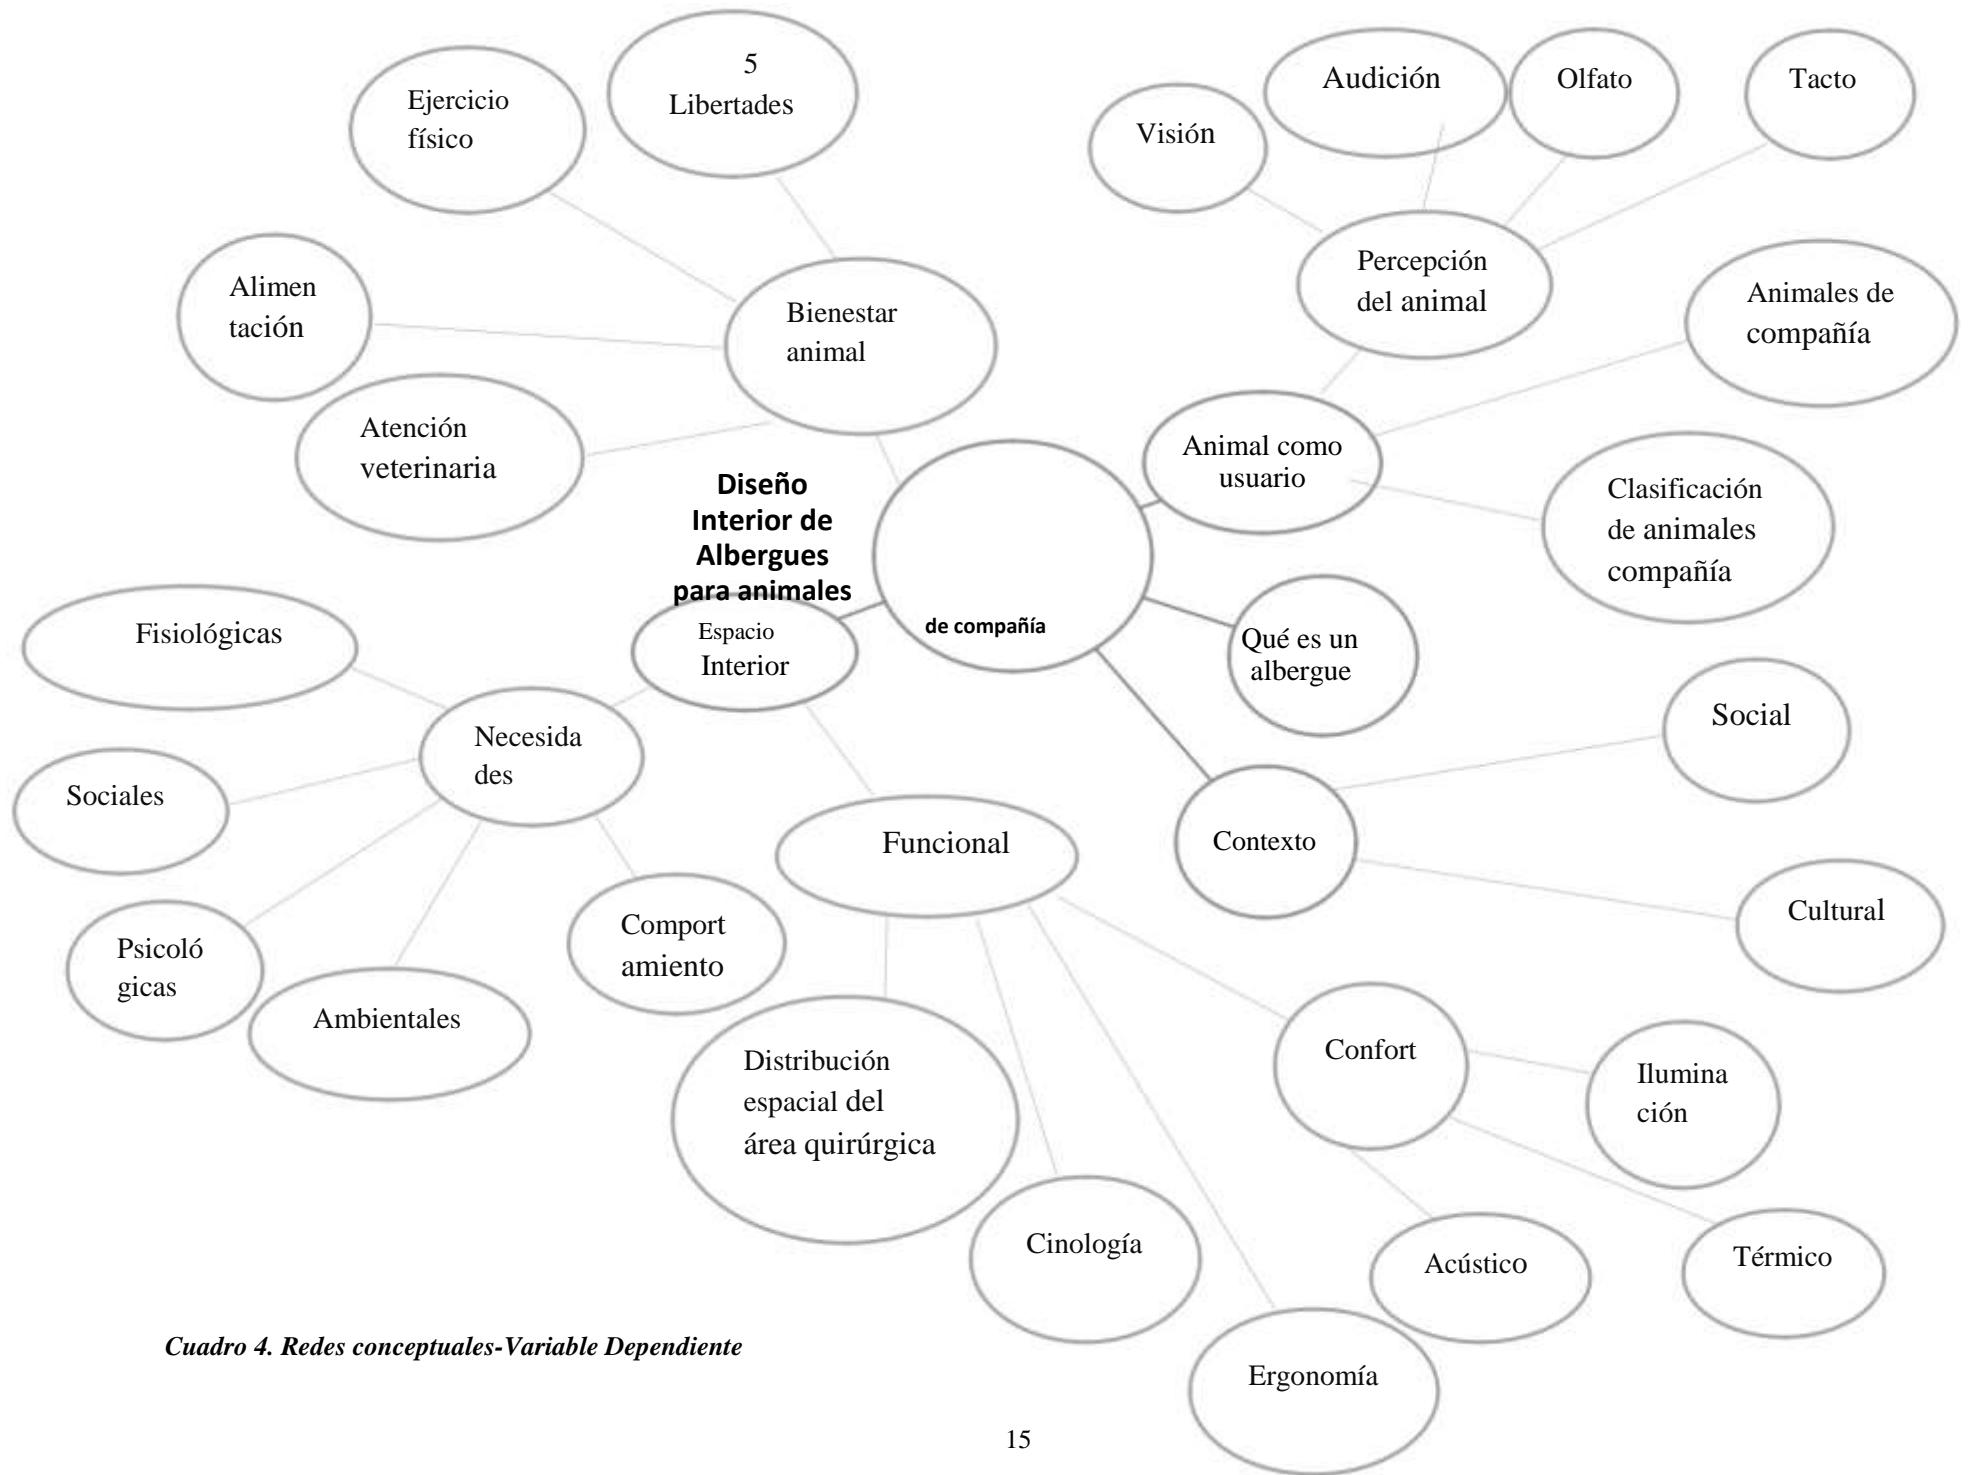 5
Libertades
Ejercicio
físico
Audición
Olfato
Tacto
Visión
Alimen
tación
Percepción
del animal
Animales de
compañía
Bienestar
animal
Atención
veterinaria
Animal como
usuario
Clasificación
de animales
compañía
Diseño
Interior de
Albergues
para animales
de compañía
Espacio
Interior
Qué es un
albergue
Fisiológicas
Necesida
des
Sociales
Social
Funcional
Contexto
Cultural
Psicoló
gicas
Ambientales
Comport
amiento
Distribución
espacial del
área quirúrgica
Confort
Ilumina
ción
Cinología
Acústico
Térmico
Ergonomía
Cuadro 4. Redes conceptuales-Variable Dependiente
15